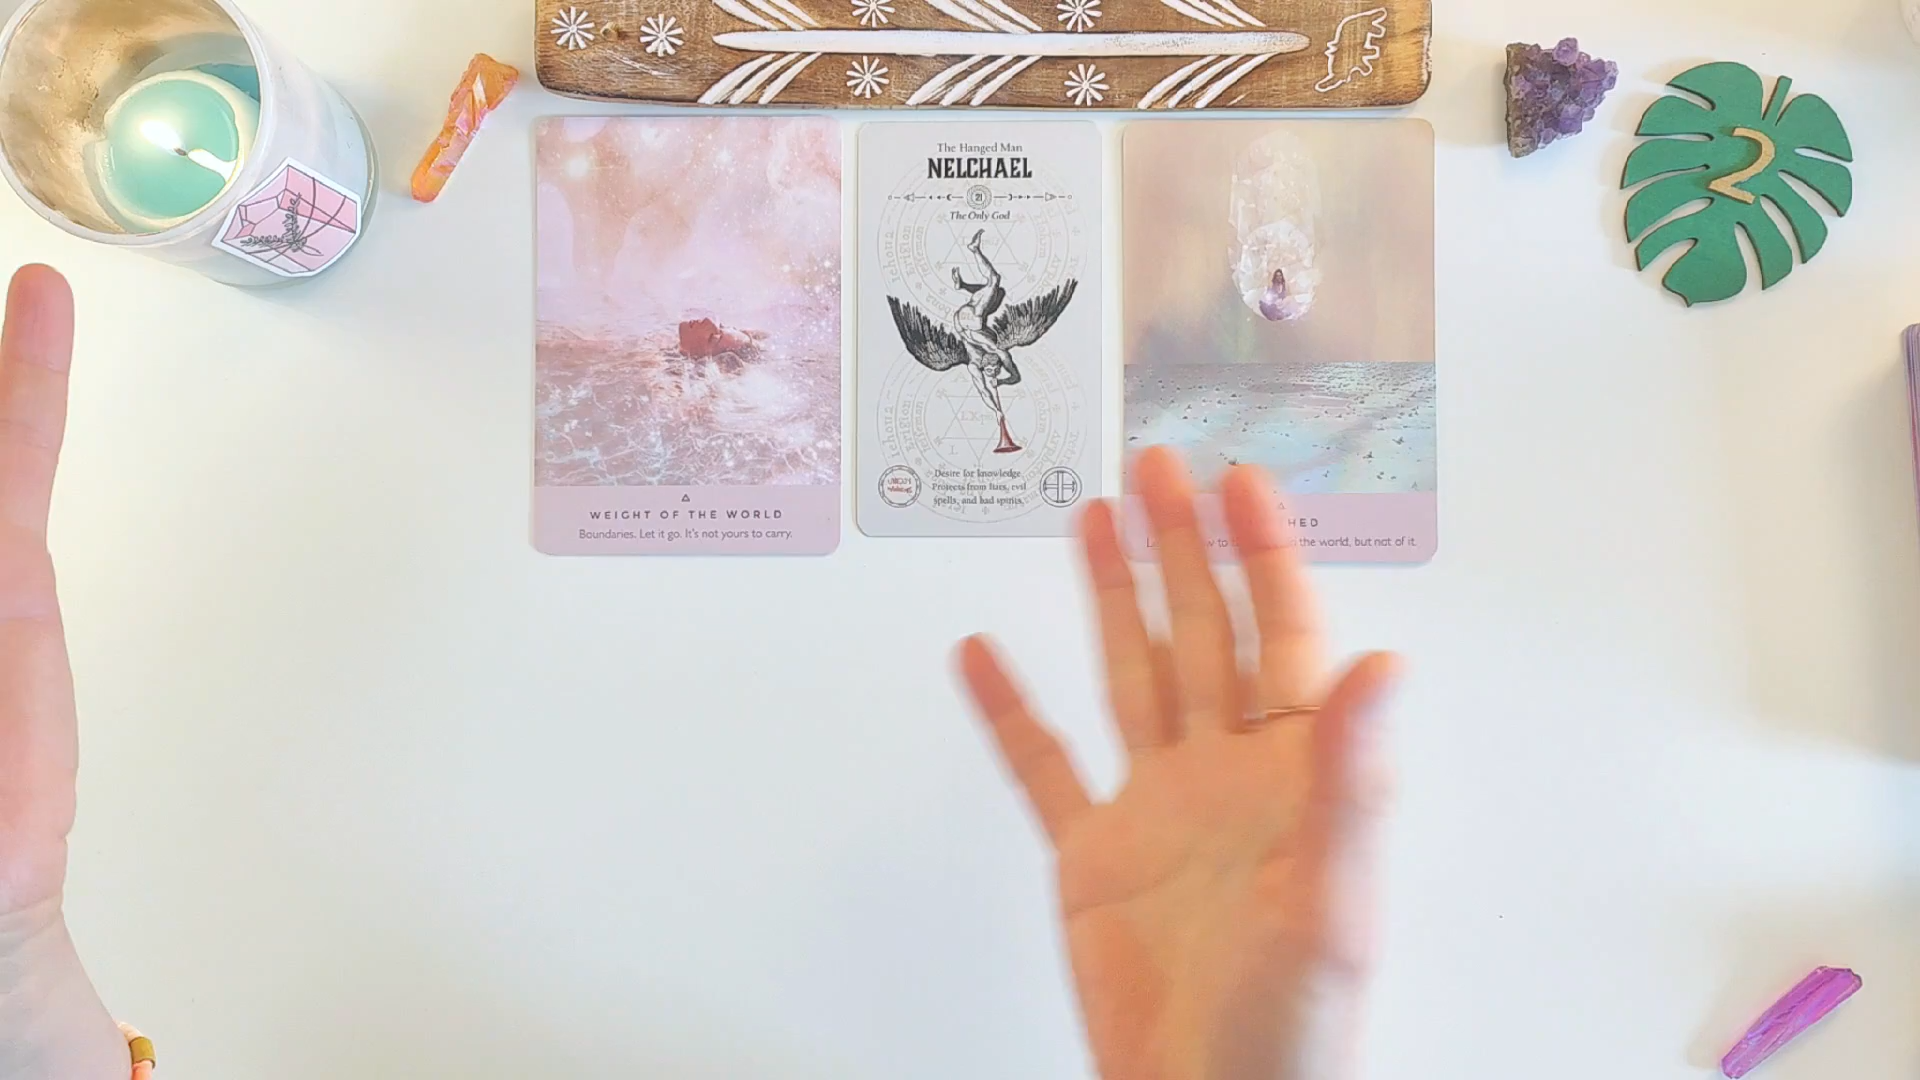 WEIGHT OF THE WORLD
Boundaries. Let it go. It's not yours to carry.
The Hanged Man
NELCHAEL
21
The Only God
Desire for knowledge.
Protects from liars, evil
spells, and bad spirits.
HED
to the world, but not of it.
2